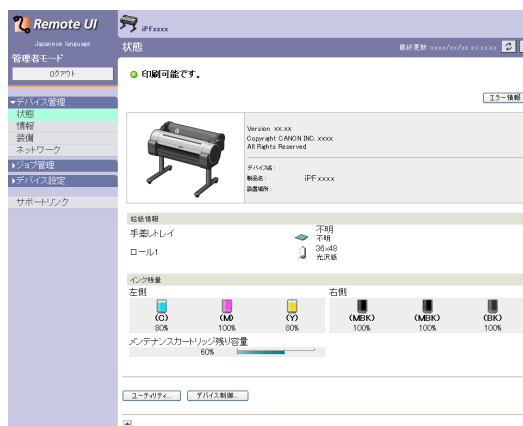 Remote UI
iPFxxxx
Japanese language
状態
最終更新:xxxx/xx/xx xx:xx:xx
管理者モード
ログアウト
印刷可能です。
エラー情報
▼デバイス管理
状態
情報
装備
ネットワーク
▶ジョブ管理
▶デバイス設定
サポートリンク
Version xx.xx
Copyright CANON INC. xxxx
All Rights Reserved
デバイス名:
製品名: iPFxxxx
設置場所:
給紙情報
手差しトレイ 不明
不明
ロール1 36x48
光沢紙
インク残量
左側 右側
(C) (M) (Y) (MBK) (MBK) (BK)
80% 100% 80% 100% 100% 100%
メンテナンスカートリッジ残り容量
60%
ユーティリティ... デバイス制御...